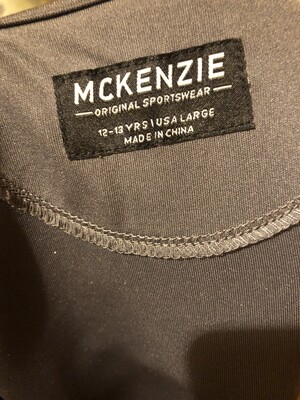 MCKENZIE
ORIGINAL SPORTSWEAR
12-13 YRS | USA LARGE
MADE IN CHINA